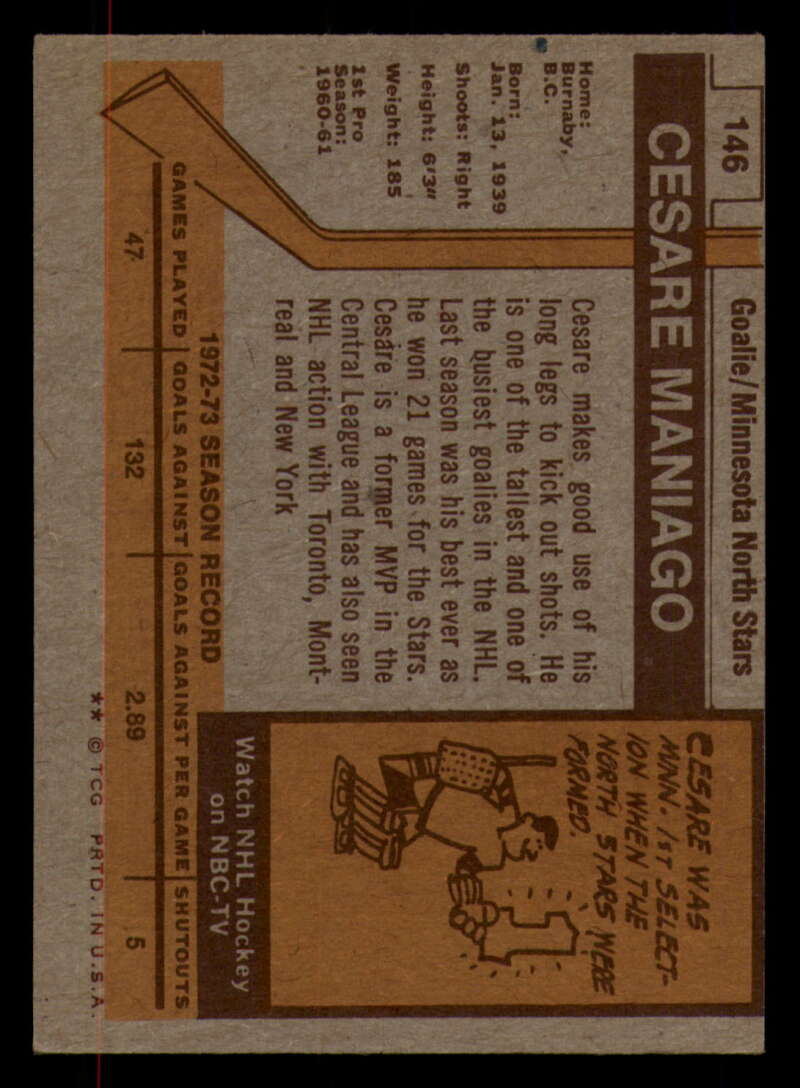 146
Goalie/Minnesota North Stars
CESARE MANIAGO
Home:
Burnaby,
B.C.
Born:
Jan. 13, 1939
Shoots: Right
Height: 6'3"
Weight: 185
1st Pro
Season:
1960-61
Cesare makes good use of his
long legs to kick out shots. He
is one of the tallest and one of
the busiest goalies in the NHL.
Last season was his best ever as
he won 21 games for the Stars.
Cesare is a former MVP in the
Central League and has also seen
NHL action with Toronto, Mont-
real and New York
CESARE WAS
MINN. 1ST SELECT-
ION WHEN THE
NORTH STARS WERE
FORMED.
Watch NHL Hockey
on NBC-TV
1972-73 SEASON RECORD
GAMES PLAYED GOALS AGAINST GOALS AGAINST PER GAME SHUTOUTS
47 132 2.89 5
** © TCG PRTD. IN U.S.A.